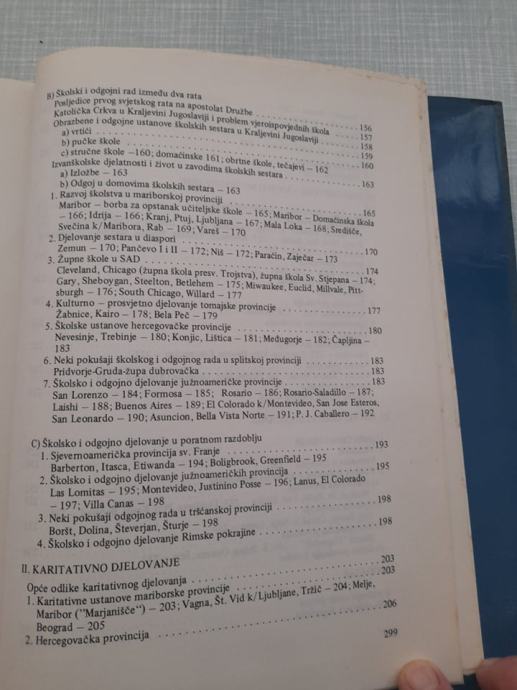 B) Školski i odgojni rad između dva rata
Posljedice prvog svjetskog rata na apostolat Družbe . . . 156
Katolička Crkva u Kraljevini Jugoslaviji i problem vjeroispovjednih škola . . . 157
Obrazbene i odgojne ustanove školskih sestara u Kraljevini Jugoslaviji . . . 158
a) vrtići . . . 159
b) pučke škole . . . 160
c) stručne škole –160; domaćinske 161; obrtne škole, tečajevi – 162
Izvanškolske djelatnosti i život u zavodima školskih sestara . . . 163
a) Izložbe – 163
b) Odgoj u domovima školskih sestara – 163
1. Razvoj školstva u mariborskoj provinciji . . . 165
Maribor – borba za opstanak učiteljske škole – 165; Maribor – Domaćinska škola
– 166; Idrija – 166; Kranj, Ptuj, Ljubljana – 167; Mala Loka – 168; Središče,
Svečina k/Maribora, Rab – 169; Vareš – 170
2. Djelovanje sestara u diaspori . . . 170
Zemun – 170; Pančevo I i II – 172; Niš – 172; Paraćin, Zaječar – 173
3. Župne škole u SAD . . . 174
Cleveland, Chicago (župna škola presv. Trojstva), župna škola Sv. Stjepana – 174;
Gary, Sheboygan, Steelton, Betlehem – 175; Miwaukee, Euclid, Millvale, Pitt-
sburgh – 176; South Chicago, Willard – 177
4. Kulturno – prosvjetno djelovanje tomajske provincije . . . 177
Žabnice, Kairo – 178; Bela Peč – 179
5. Školske ustanove hercegovačke provincije . . . 180
Nevesinje, Trebinje – 180; Konjic, Lištica – 181; Međugorje – 182; Čapljina –
183
6. Neki pokušaji školskog i odgojnog rada u splitskoj provinciji . . . 183
Pridvorje-Gruda-župa dubrovačka . . . 183
7. Školsko i odgojno djelovanje južnoameričke provincije . . . 183
San Lorenzo – 184; Formosa – 185; Rosario – 186; Rosario-Saladillo – 187;
Laishi – 188; Buenos Aires – 189; El Colorado k/Montevideo, San Jose Esteros,
San Leonardo – 190; Asuncion, Bella Vista Norte – 191; P. J. Caballero – 192
C) Školsko i odgojno djelovanje u poratnom razdoblju
1. Sjevernoamerička provincija sv. Franje . . . 193
Barberton, Itasca, Etiwanda – 194; Boligbrook, Greenfield – 195
2. Školsko i odgojno djelovanje južnoameričkih provincija . . . 195
Las Lomitas – 195; Montevideo, Justinino Posse – 196; Lanus, El Colorado
– 197; Villa Canas – 198
3. Neki pokušaji odgojnog rada u tršćanskoj provinciji . . . 198
Boršt, Dolina, Števerjan, Šturje – 198
4. Školsko i odgojno djelovanje Rimske pokrajine . . . 198
II. KARITATIVNO DJELOVANJE
Opće odlike karitativnog djelovanja . . . 203
1. Karitativne ustanove mariborske provincije . . . 203
Maribor ("Marjanišče") – 203; Vagna, Št. Vid k/Ljubljane, Tržič – 204; Melje,
Beograd – 205
2. Hercegovačka provincija . . . 206
299